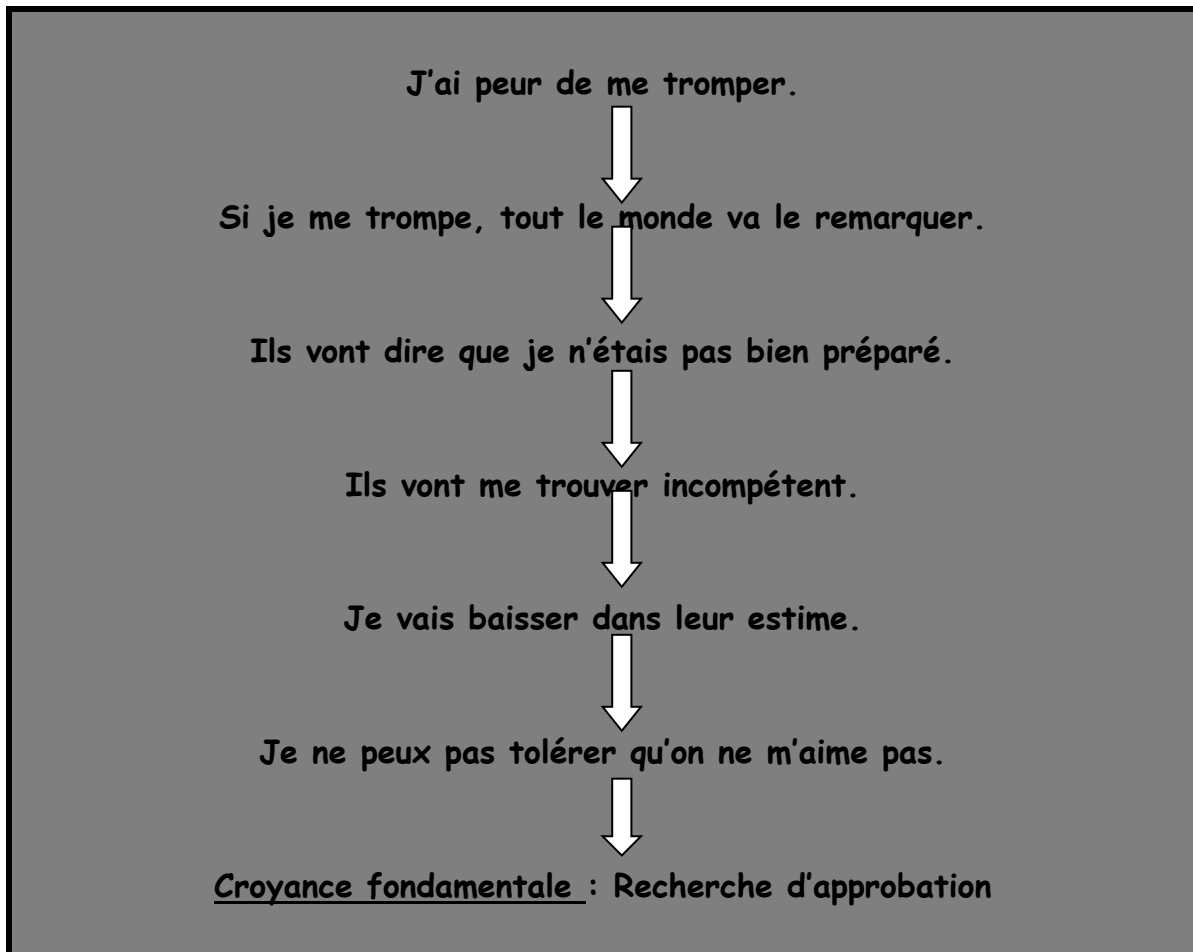 J’ai peur de me tromper.
Si je me trompe, tout le monde va le remarquer.
Ils vont dire que je n’étais pas bien préparé.
Ils vont me trouver incompétent.
Je vais baisser dans leur estime.
Je ne peux pas tolérer qu’on ne m’aime pas.
Croyance fondamentale : Recherche d’approbation